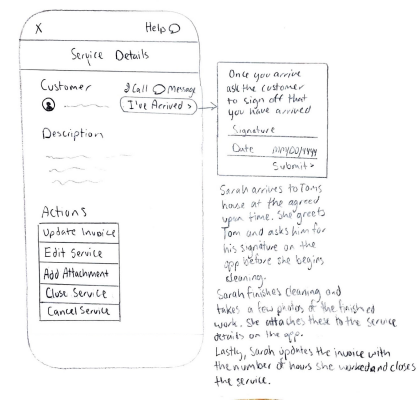 X
Help
Service Details
Customer
Call Message
I've Arrived >
Description
Actions
Update Invoice
Edit Service
Add Attachment
Close Service
Cancel Service
Once you arrive
ask the customer
to sign off that
you have arrived
Signature
Date MM/DD/YYYY
Submit >
Sarah arrives to Toms
house at the agreed
upon time. She greets
Tom and asks him for
his signature on the
app before she begins
cleaning.
Sarah finishes cleaning and
takes a few photos of the finished
work. She attaches these to the service
details on the app.
Lastly, Sarah updates the invoice with
the number of hours she worked and closes
the service.